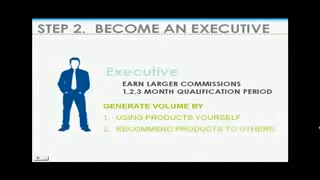 STEP 2. BECOME AN EXECUTIVE
Executive
EARN LARGER COMMISSIONS
1,2,3 MONTH QUALIFICATION PERIOD
GENERATE VOLUME BY
1. USING PRODUCTS YOURSELF
2. RECOMMEND PRODUCTS TO OTHERS